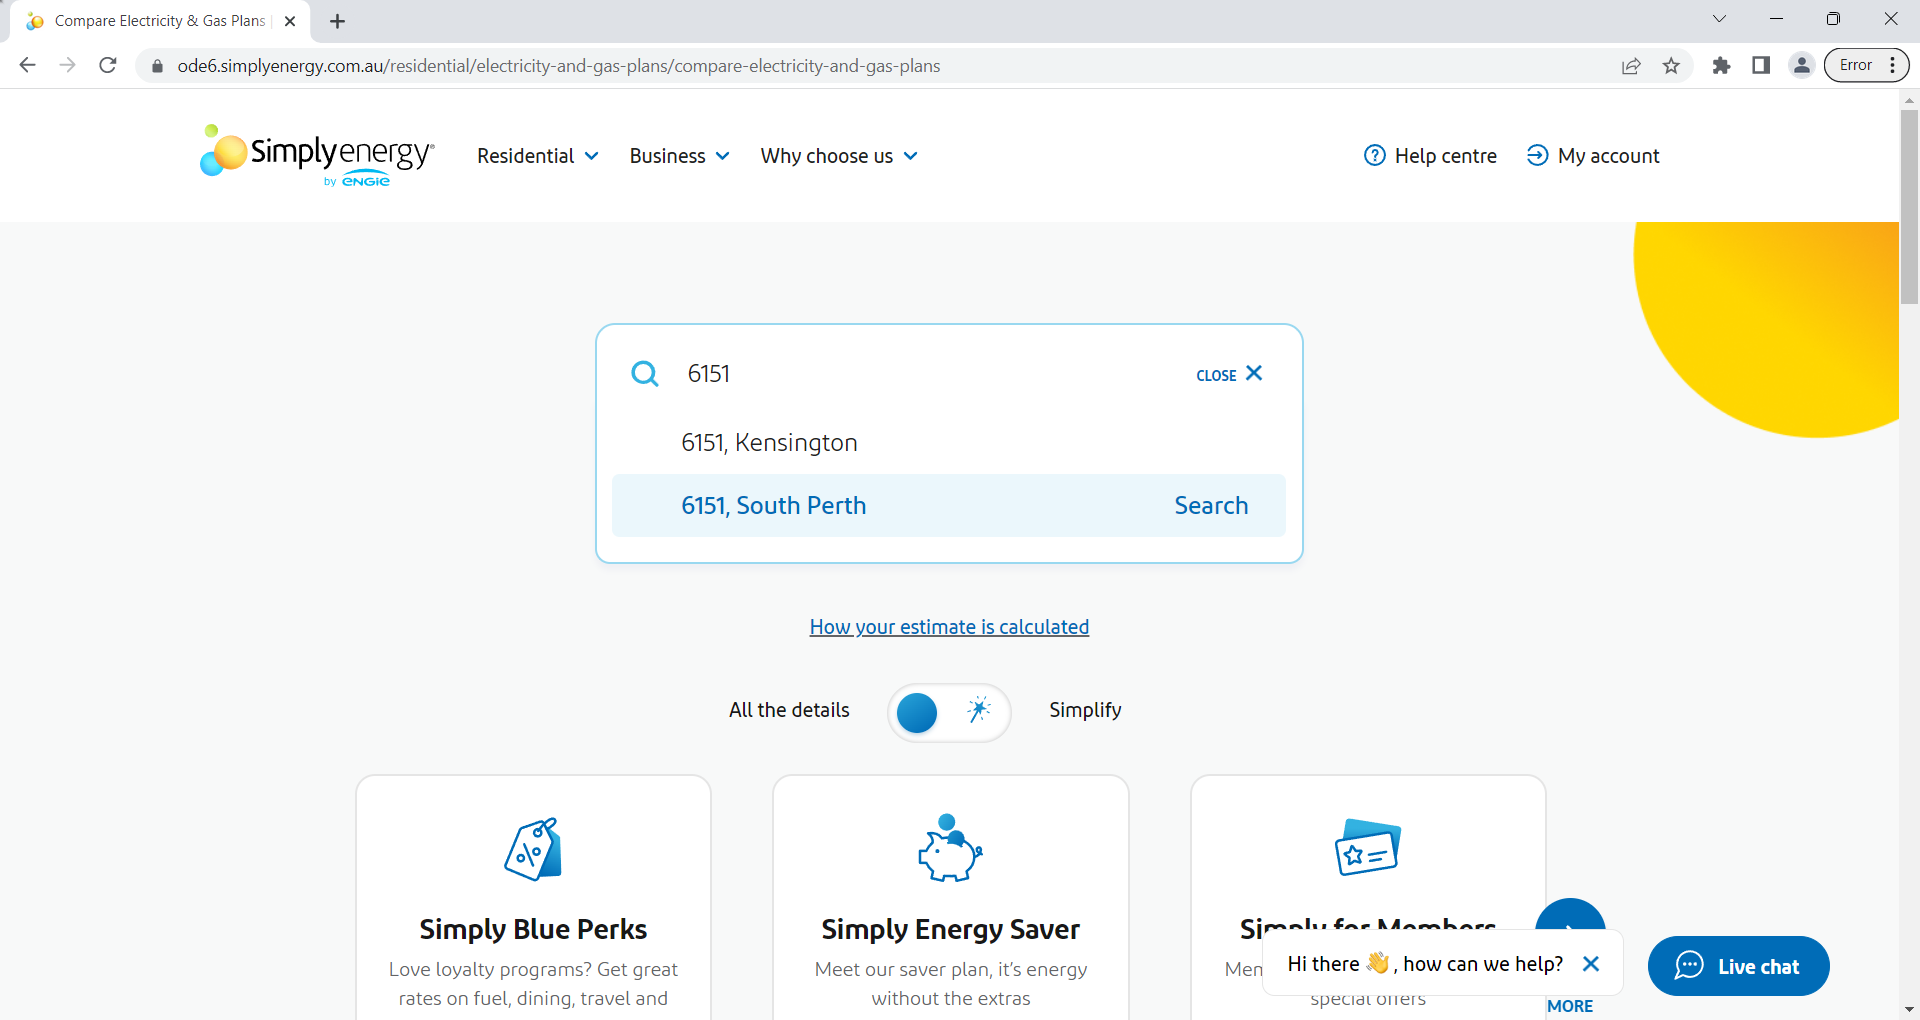 Compare Electricity & Gas Plans
ode6.simplyenergy.com.au/residential/electricity-and-gas-plans/compare-electricity-and-gas-plans
Error
Simplyenergy
by ENGIE
Residential
Business
Why choose us
Help centre
My account
6151
CLOSE
6151, Kensington
6151, South Perth
Search
How your estimate is calculated
All the details
Simplify
Simply Blue Perks
Love loyalty programs? Get great
rates on fuel, dining, travel and
Simply Energy Saver
Meet our saver plan, it's energy
without the extras
Simply for Members
special offers
MORE
Hi there 👋, how can we help?
Live chat